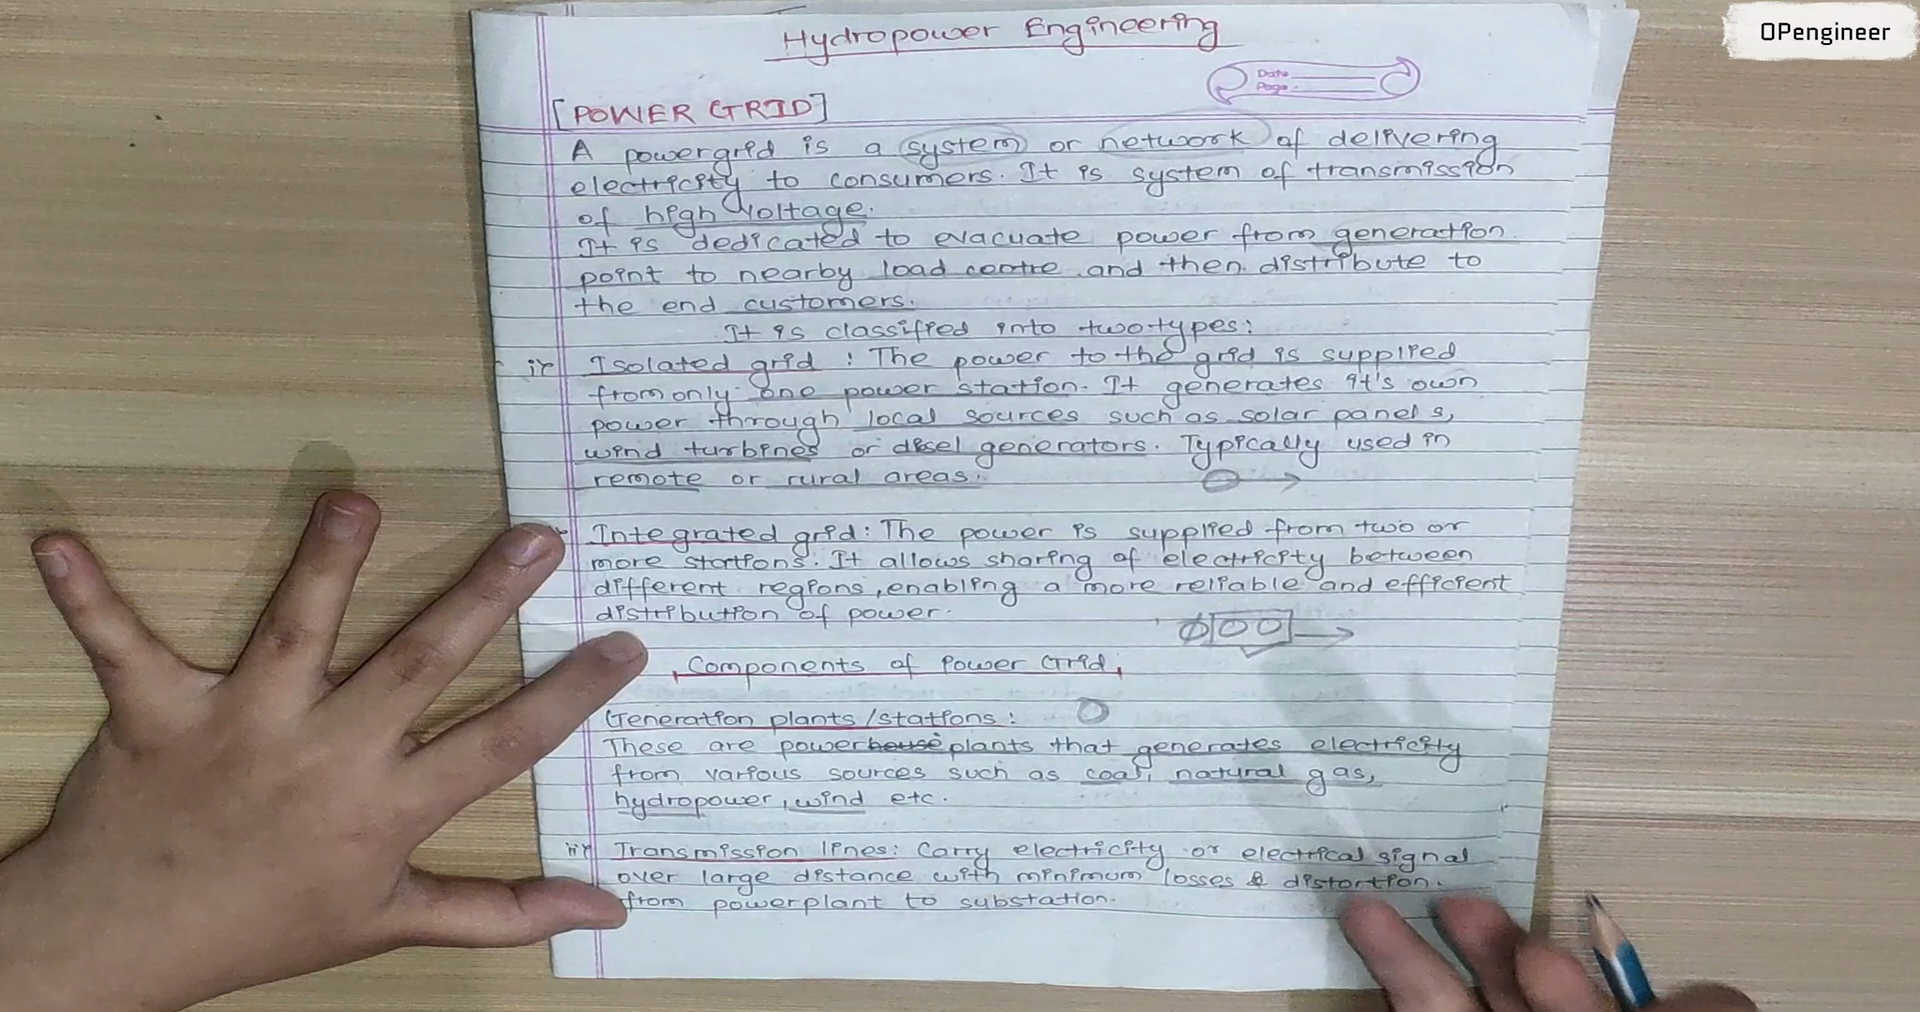 OPengineer
Hydropower Engineering
Date
Page
[POWER GRID]
A powergrid is a system or network of delivering
electricity to consumers. It is system of transmission
of high voltage.
It is dedicated to evacuate power from generation
point to nearby load centre and then distribute to
the end customers.
It is classified into two types:
i) Isolated grid : The power to the grid is supplied
from only one power station. It generates it's own
power through local sources such as solar panels,
wind turbines or disel generators. Typically used in
remote or rural areas.
Integrated grid: The power is supplied from two or
more stations. It allows sharing of electricity between
different regions, enabling a more reliable and efficient
distribution of power.
Components of Power Grid
Generation plants/stations:
These are powerhouse plants that generates electricity
from various sources such as coal, natural gas,
hydropower, wind etc.
ii) Transmission lines: Carry electricity or electrical signal
over large distance with minimum losses & distortion.
from powerplant to substation.